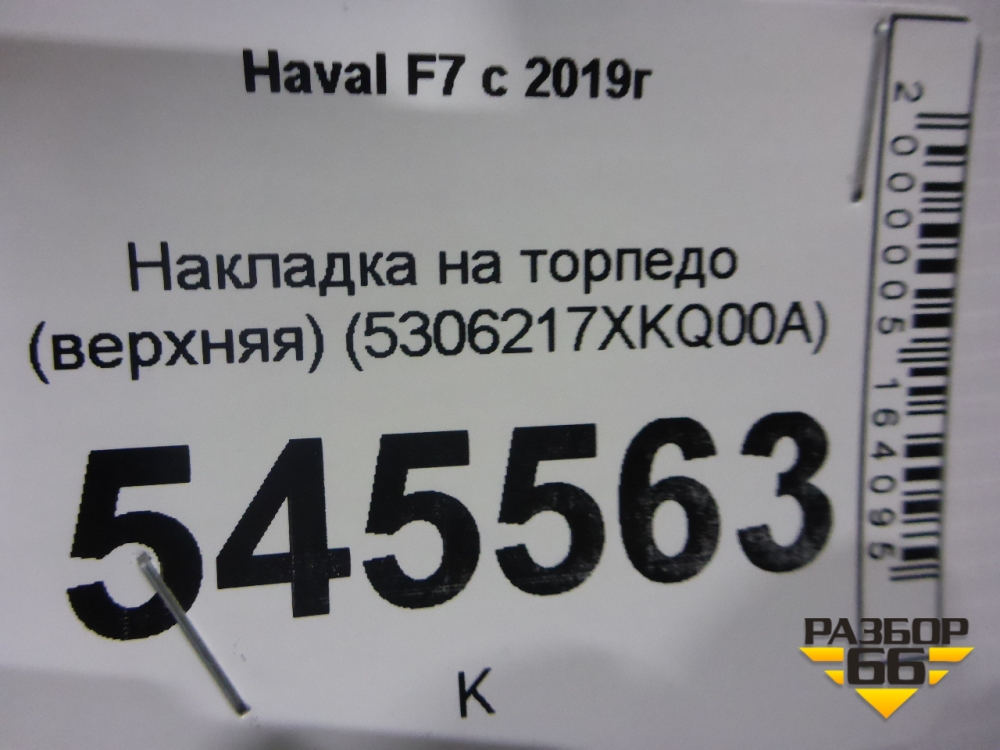 Haval F7 с 2019г
Накладка на торпедо
(верхняя) (5306217XKQ00A)
545563
К
2000005164095
РАЗБОР
66